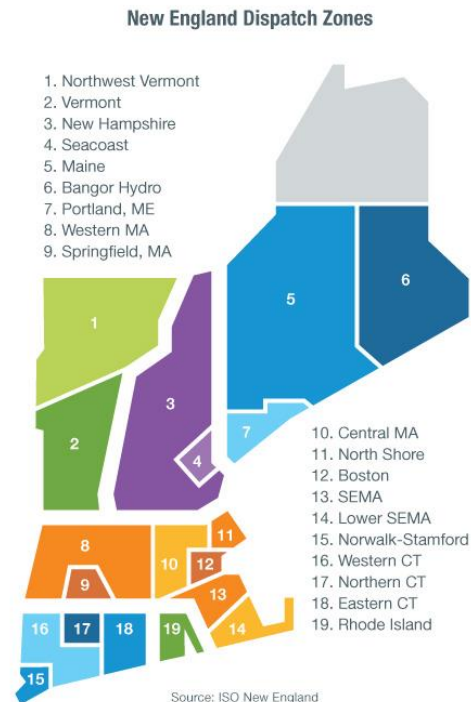 New England Dispatch Zones
1. Northwest Vermont
2. Vermont
3. New Hampshire
4. Seacoast
5. Maine
6. Bangor Hydro
7. Portland, ME
8. Western MA
9. Springfield, MA
1
2
3
4
5
6
7
8
9
10
11
12
13
14
15
16
17
18
19
10. Central MA
11. North Shore
12. Boston
13. SEMA
14. Lower SEMA
15. Norwalk-Stamford
16. Western CT
17. Northern CT
18. Eastern CT
19. Rhode Island
Source: ISO New England